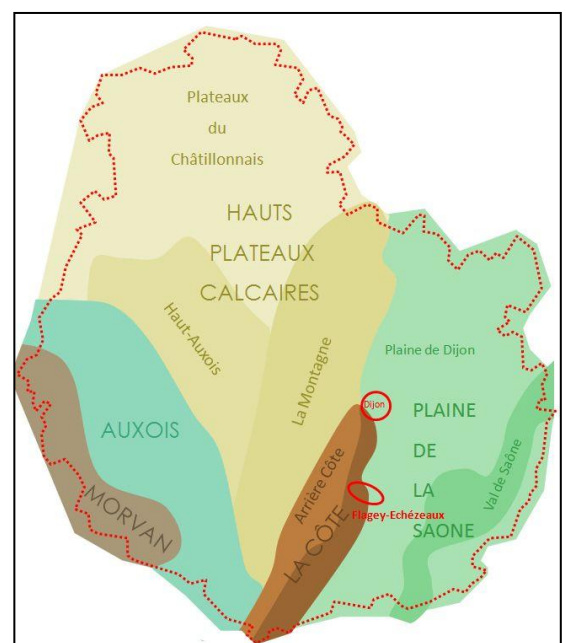 Plateaux
du
Châtillonnais
HAUTS
PLATEAUX
CALCAIRES
Haut-Auxois
La Montagne
Plaine de Dijon
Dijon
PLAINE
DE
LA
SAONE
Val de Saône
AUXOIS
MORVAN
Arrière Côte
LA CÔTE
Flagey-Echézeaux